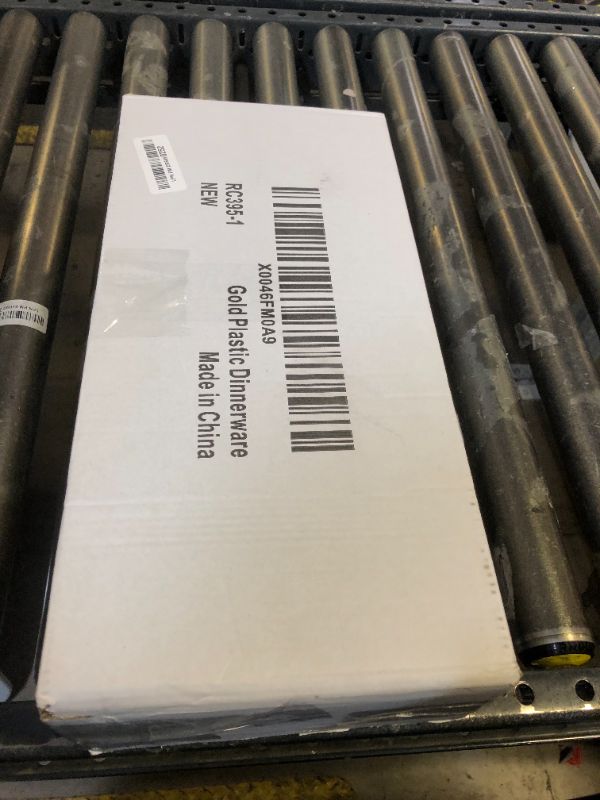 X0046FM0A9
RC395-1
Gold Plastic Dinnerware
NEW
Made in China